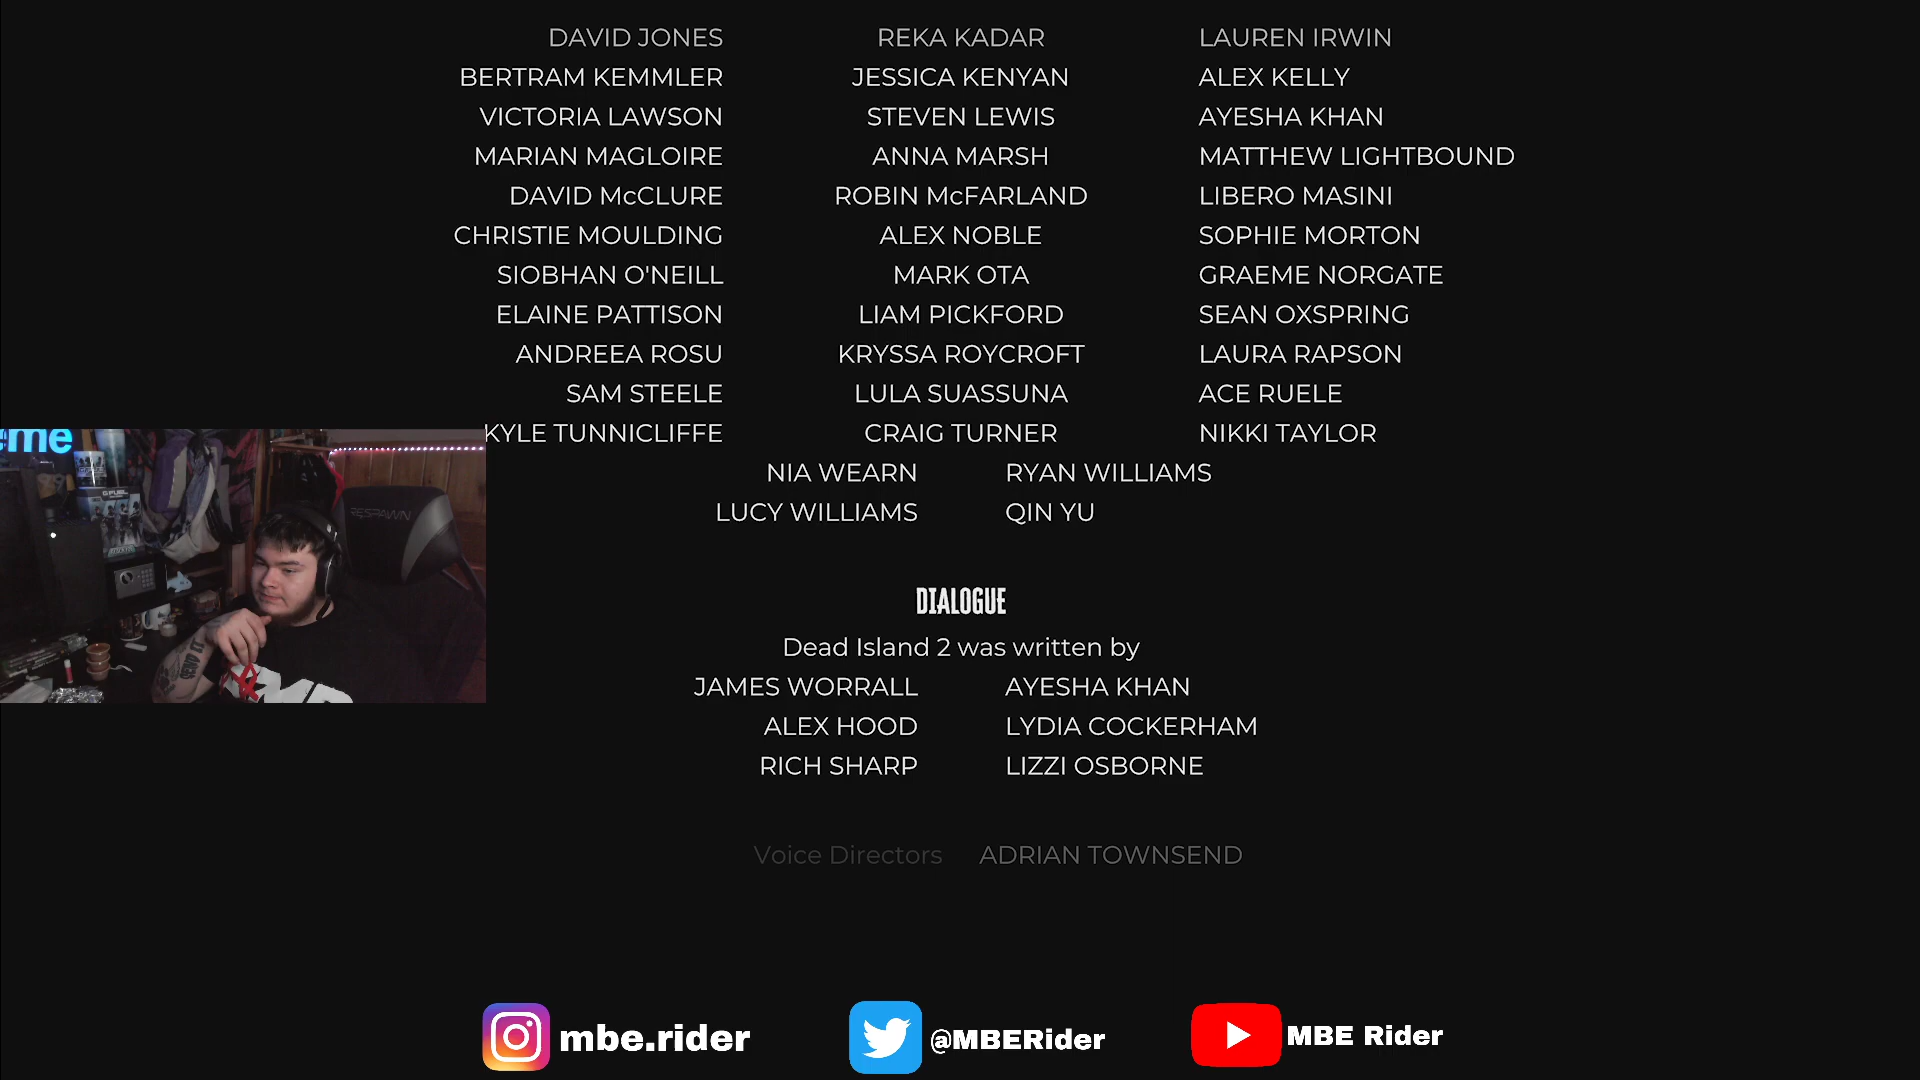 DAVID JONES REKA KADAR LAUREN IRWIN
BERTRAM KEMMLER JESSICA KENYAN ALEX KELLY
VICTORIA LAWSON STEVEN LEWIS AYESHA KHAN
MARIAN MAGLOIRE ANNA MARSH MATTHEW LIGHTBOUND
DAVID McCLURE ROBIN McFARLAND LIBERO MASINI
CHRISTIE MOULDING ALEX NOBLE SOPHIE MORTON
SIOBHAN O'NEILL MARK OTA GRAEME NORGATE
ELAINE PATTISON LIAM PICKFORD SEAN OXSPRING
ANDREEA ROSU KRYSSA ROYCROFT LAURA RAPSON
SAM STEELE LULA SUASSUNA ACE RUELE
KYLE TUNNICLIFFE CRAIG TURNER NIKKI TAYLOR
eme
NIA WEARN RYAN WILLIAMS
G FUEL
RESPAWN
LUCY WILLIAMS QIN YU
DIALOGUE
Dead Island 2 was written by
JAMES WORRALL AYESHA KHAN
ALEX HOOD LYDIA COCKERHAM
RICH SHARP LIZZI OSBORNE
Voice Directors ADRIAN TOWNSEND
mbe.rider @MBERider MBE Rider